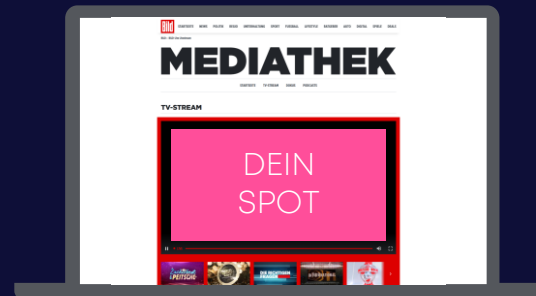 Bild
STARTSEITE NEWS POLITIK REGIO UNTERHALTUNG SPORT FUSSBALL LIFESTYLE RATGEBER AUTO DIGITAL SPIELE DEALS
MEDIATHEK
STARTSEITE TV-STREAM VIDEOS PODCASTS
TV-STREAM
DEIN
SPOT